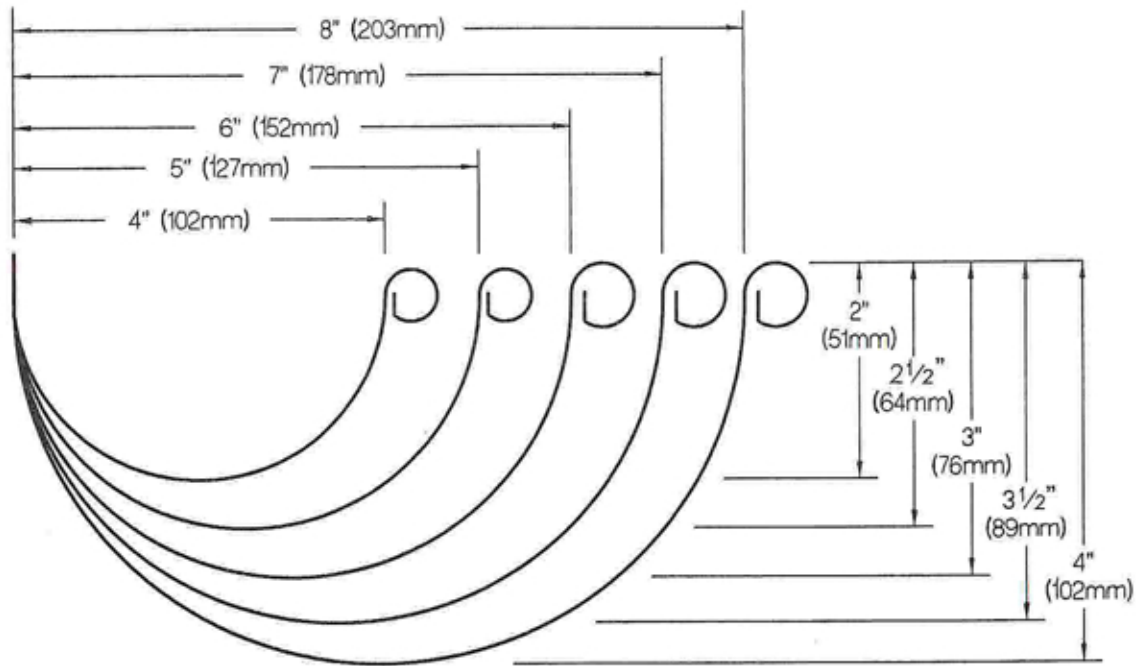 8" (203mm)
7" (178mm)
6" (152mm)
5" (127mm)
4" (102mm)
2"
(51mm)
2 1/2"
(64mm)
3"
(76mm)
3 1/2"
(89mm)
4"
(102mm)